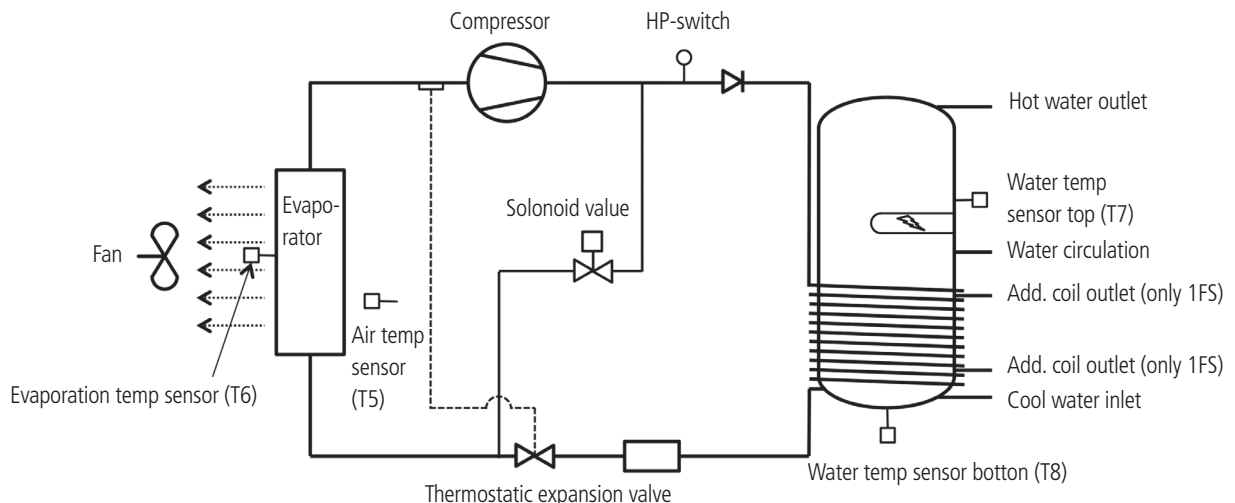 Compressor
HP-switch
Hot water outlet
Evapo-
rator
Solonoid value
Water temp
sensor top (T7)
Fan
Water circulation
Add. coil outlet (only 1FS)
Air temp
sensor
(T5)
Evaporation temp sensor (T6)
Add. coil outlet (only 1FS)
Cool water inlet
Water temp sensor botton (T8)
Thermostatic expansion valve